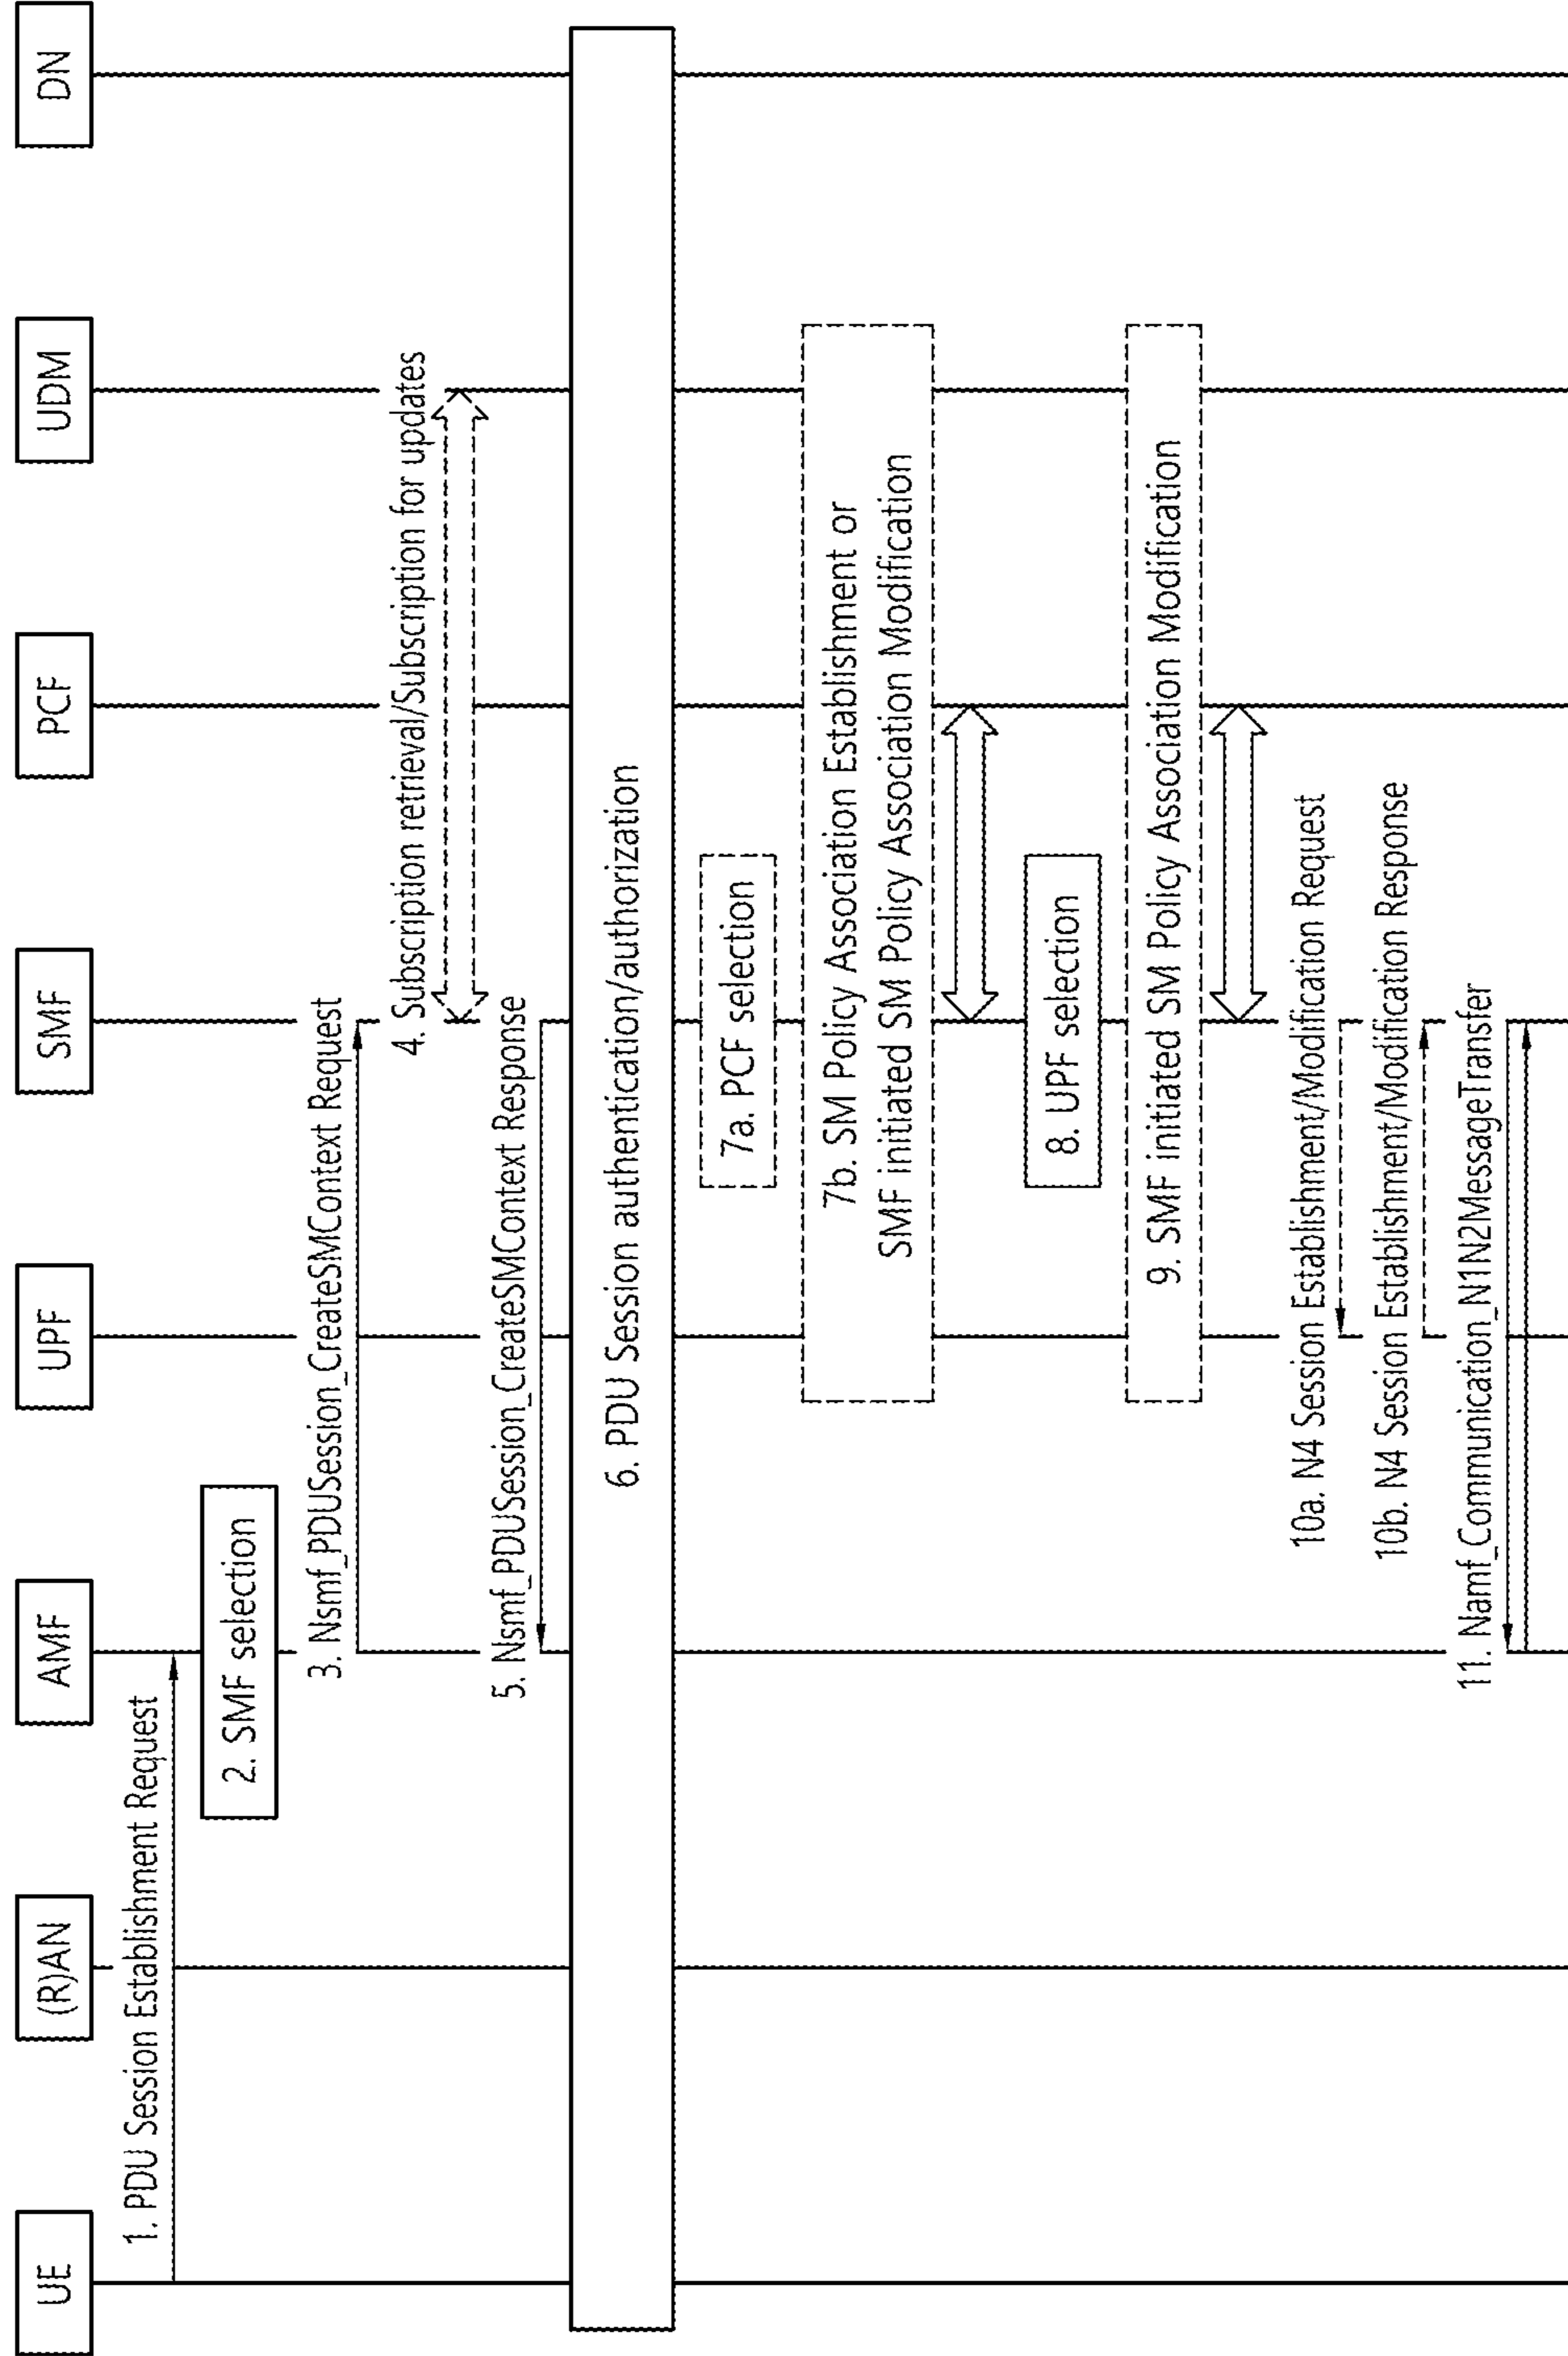 UE
(R)AN
AMF
UPF
SMF
PCF
UDM
DN
1. PDU Session Establishment Request
2. SMF selection
3. Nsmf_PDUSession_CreateSMContext Request
4. Subscription retrieval/Subscription for updates
5. Nsmf_PDUSession_CreateSMContext Response
6. PDU Session authentication/authorization
7a. PCF selection
7b. SM Policy Association Establishment or
SMF initiated SM Policy Association Modification
8. UPF selection
9. SMF initiated SM Policy Association Modification
10a. N4 Session Establishment/Modification Request
10b. N4 Session Establishment/Modification Response
11. Namf_Communication_N1N2MessageTransfer